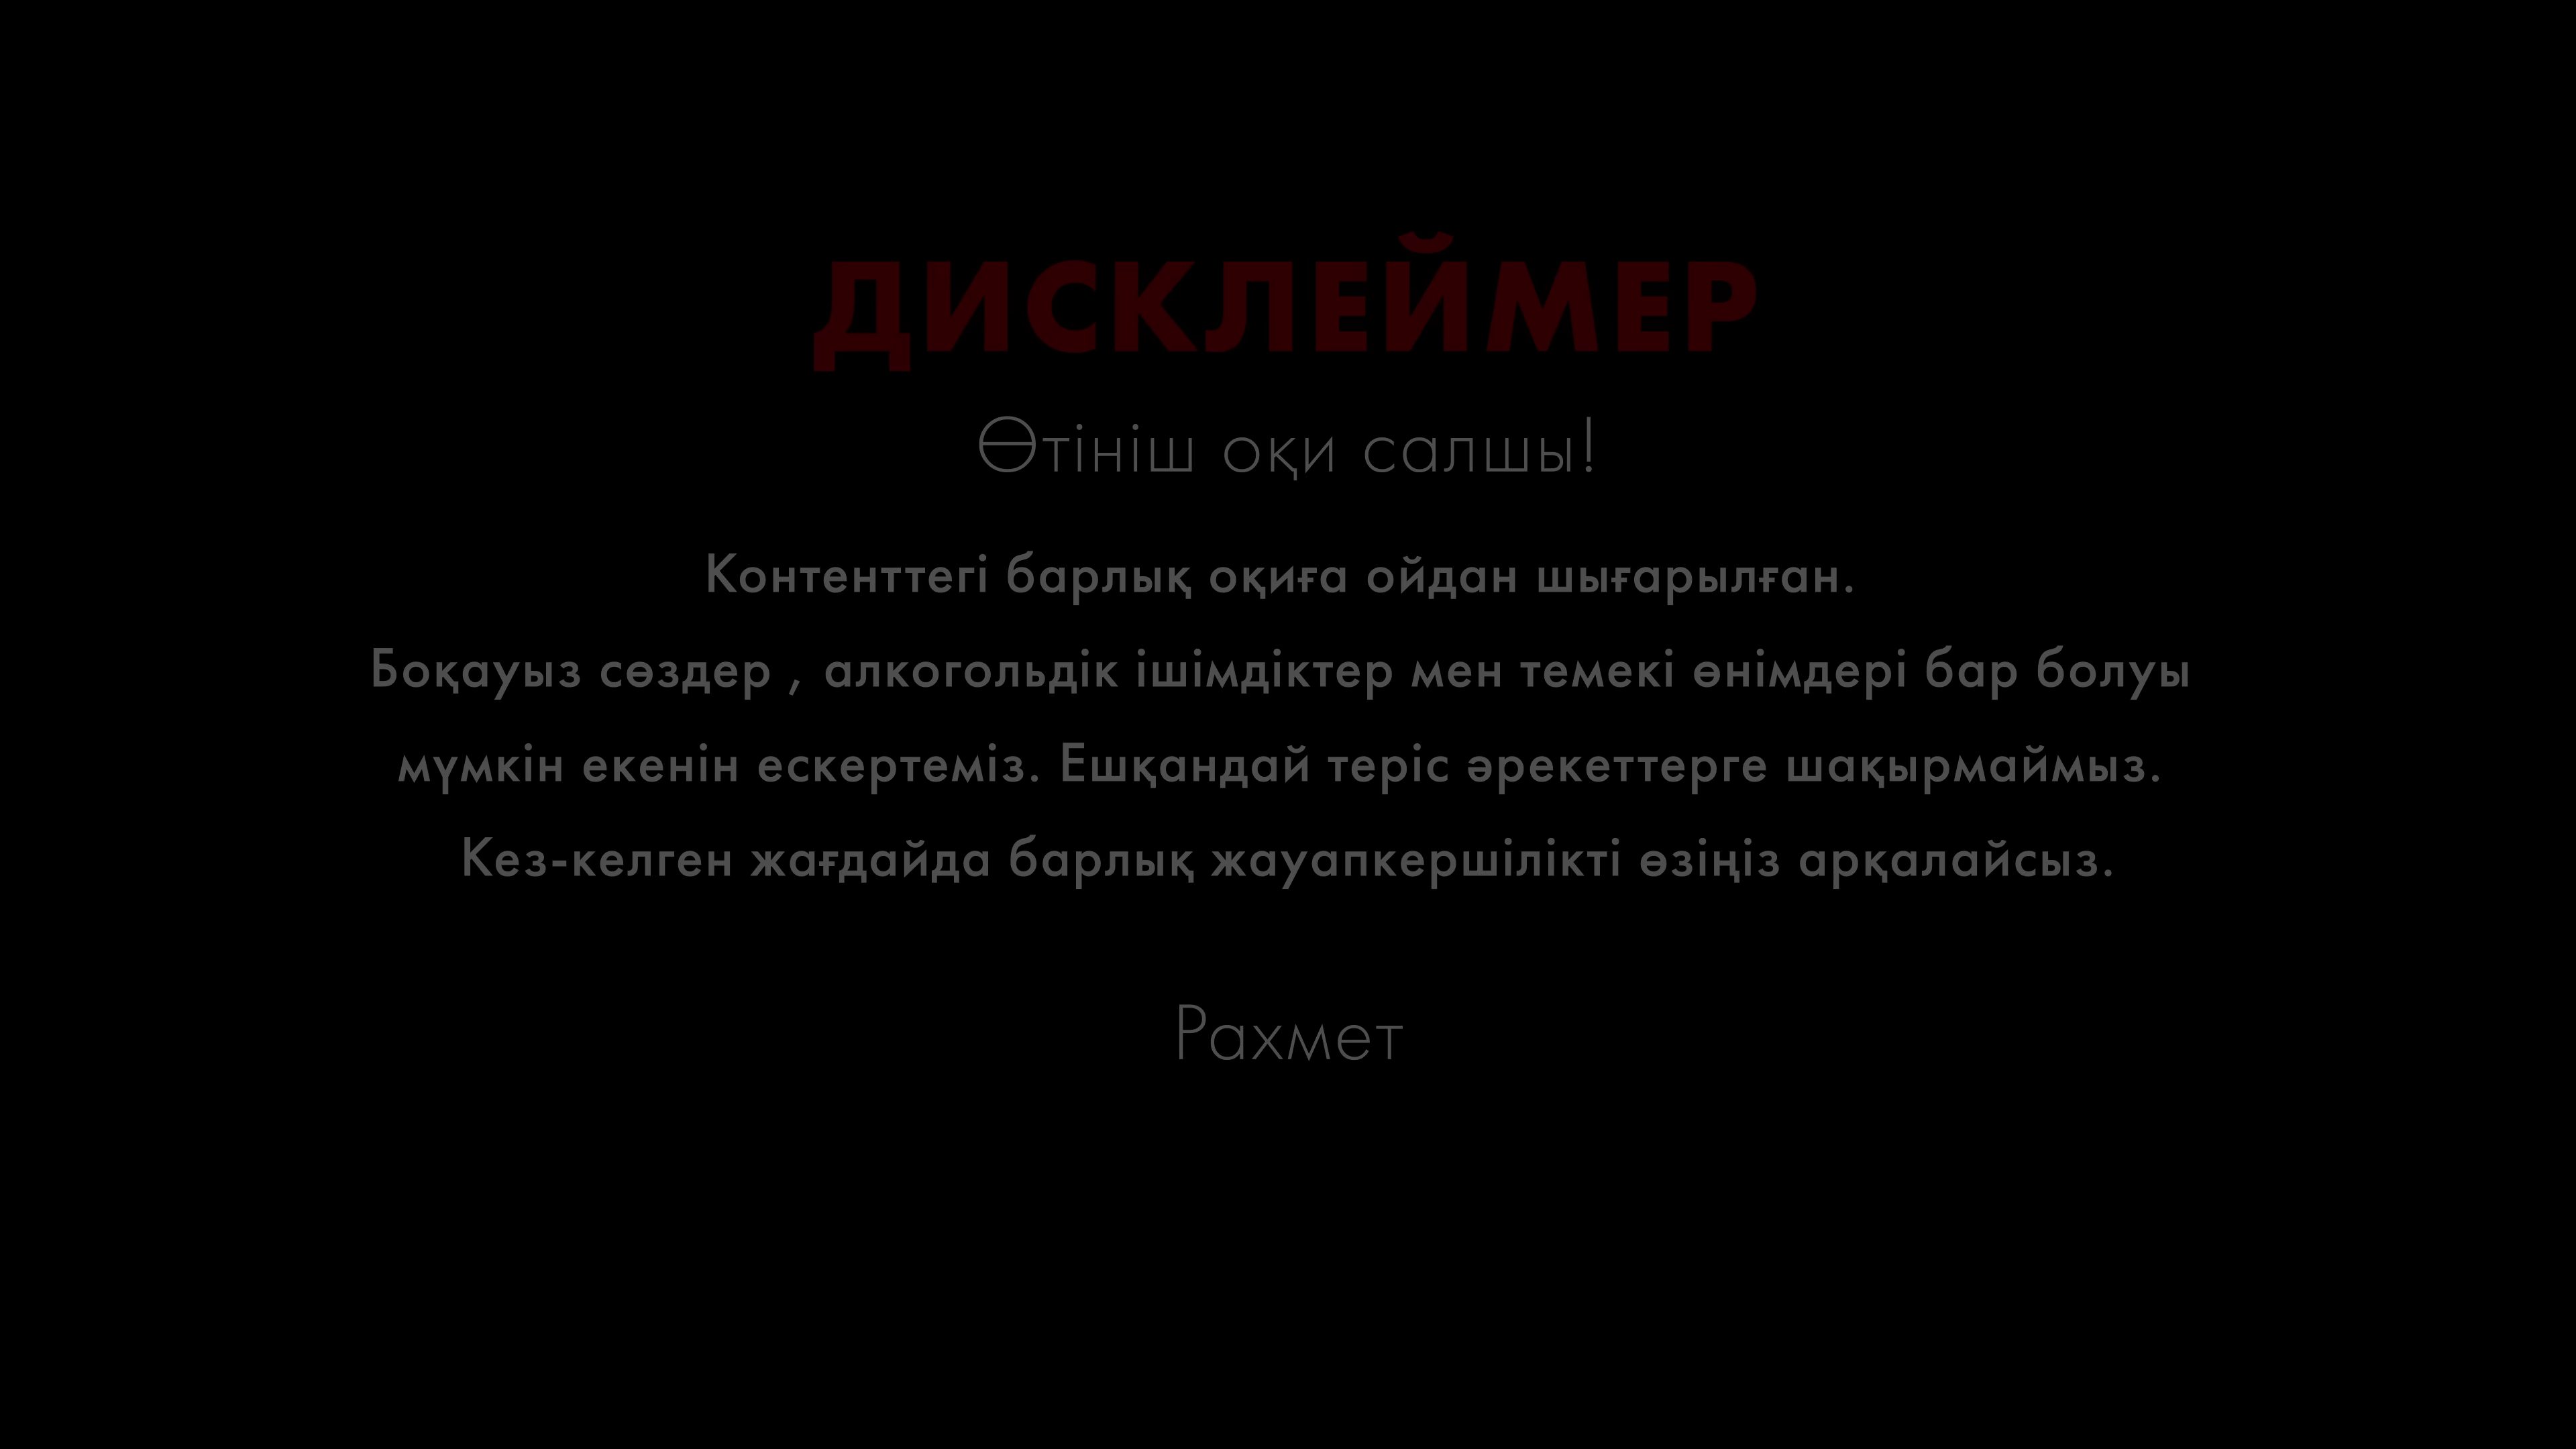 ДИСКЛЕЙМЕР
Өтініш оқи салшы!
Контенттегі барлық оқиға ойдан шығарылған.
Боқауыз сөздер , алкогольдік ішімдіктер мен темекі өнімдері бар болуы
мүмкін екенін ескертеміз. Ешқандай теріс әрекеттерге шақырмаймыз.
Кез-келген жағдайда барлық жауапкершілікті өзіңіз арқалайсыз.
Рахмет